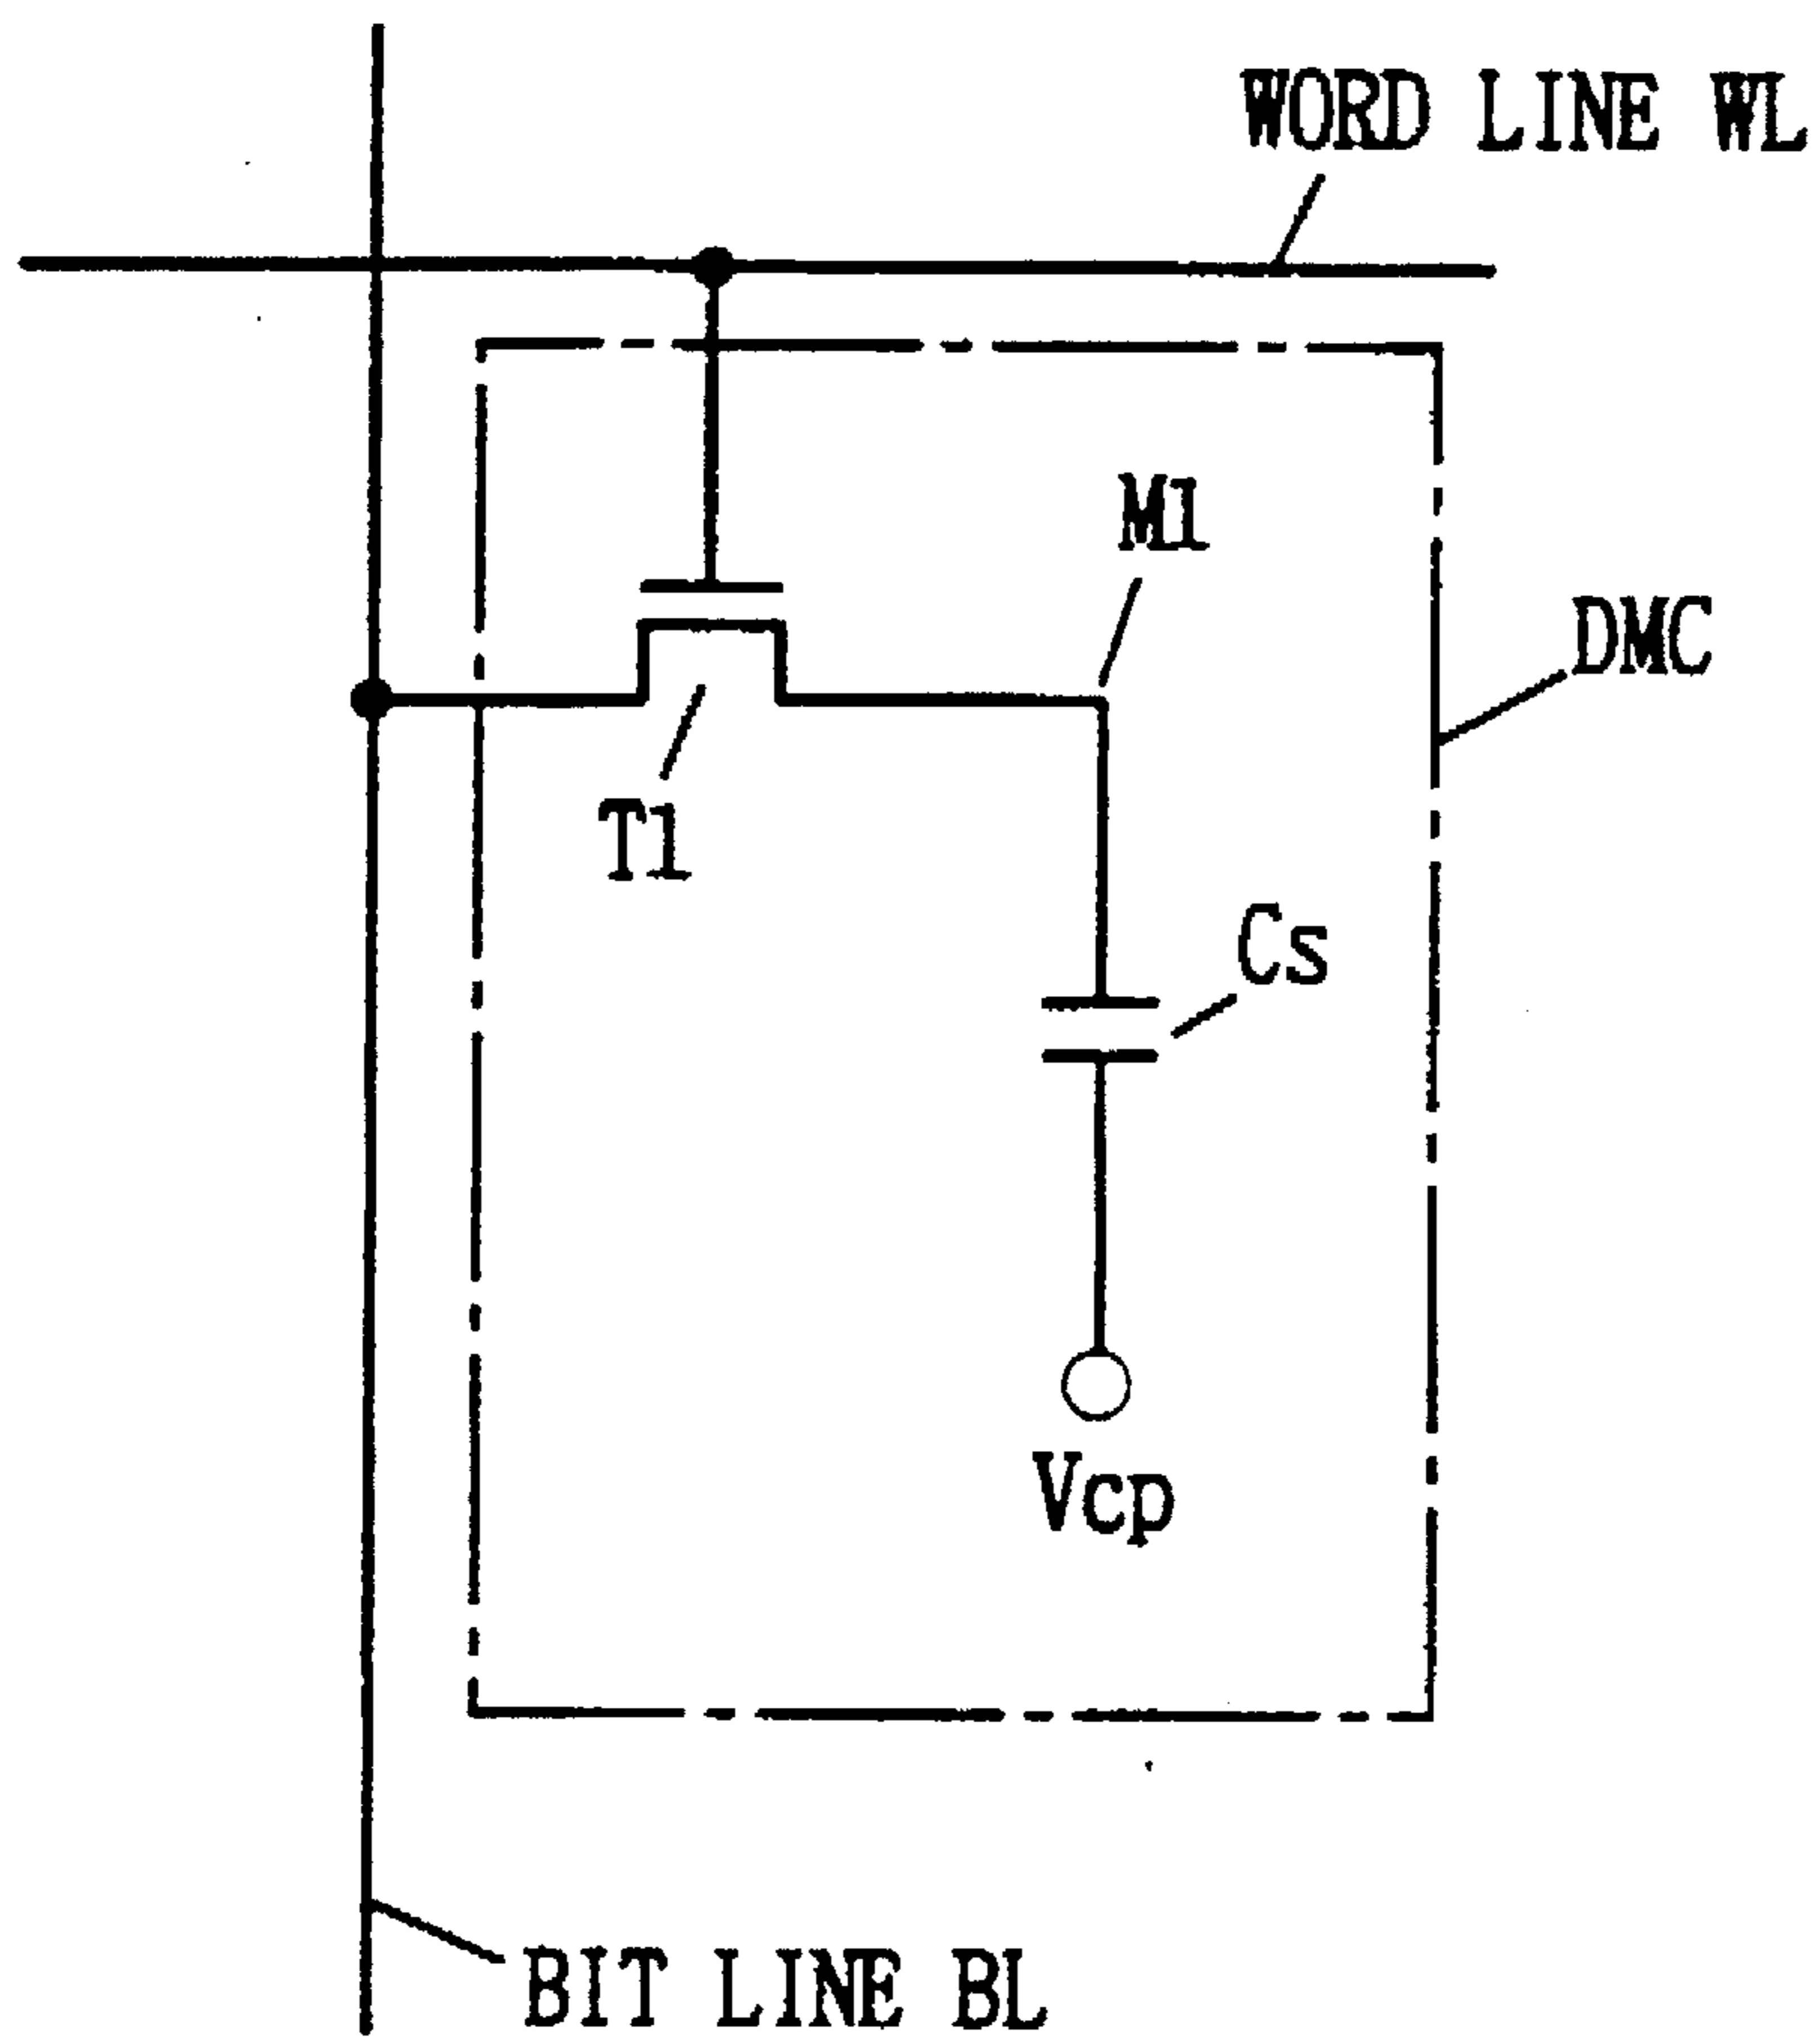 WORD LINE WL
M1
DMC
T1
Cs
Vcp
BIT LINE BL